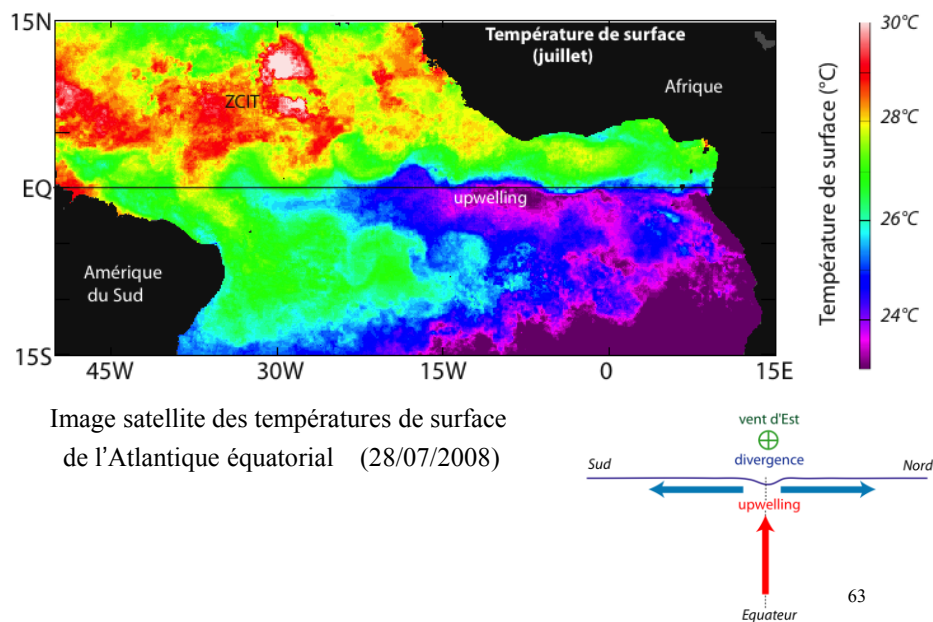 15N
Température de surface
(juillet)
Afrique
ZCIT
EQ
upwelling
Amérique
du Sud
15S
45W
30W
15W
0
15E
30°C
28°C
26°C
24°C
Température de surface (°C)
Image satellite des températures de surface
de l’Atlantique équatorial (28/07/2008)
vent d'Est
Sud
divergence
Nord
upwelling
Equateur
63